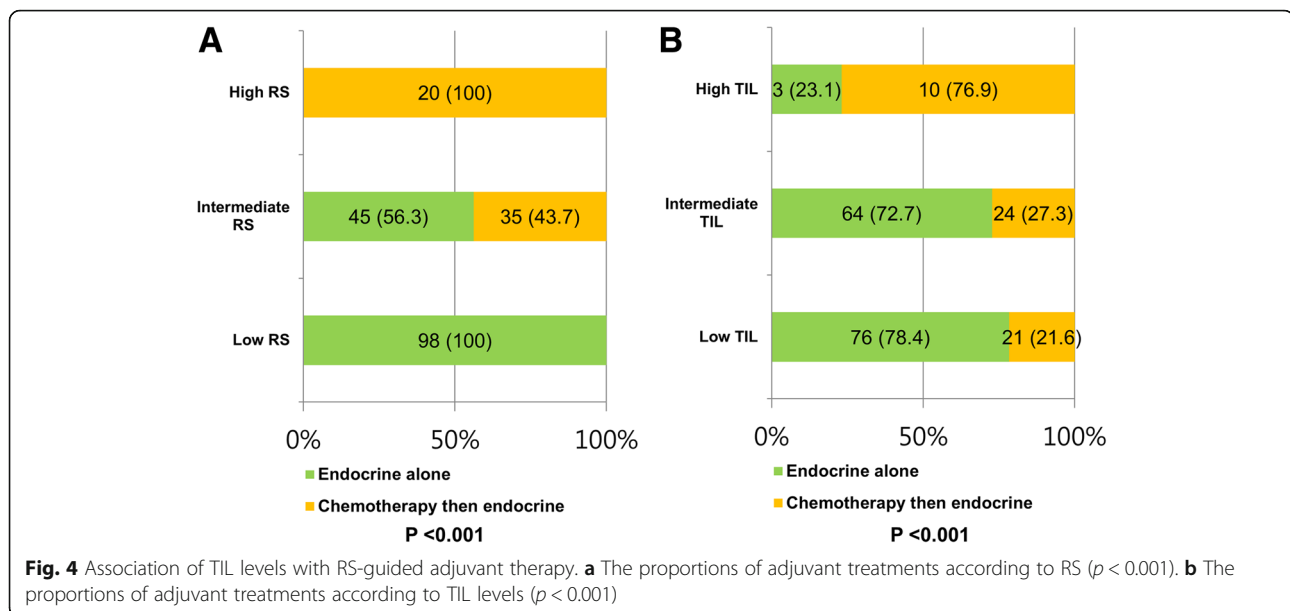 A
High RS
20 (100)
Intermediate
RS
45 (56.3)
35 (43.7)
Low RS
98 (100)
0%
50%
100%
Endocrine alone
Chemotherapy then endocrine
P <0.001
B
High TIL
3 (23.1)
10 (76.9)
Intermediate
TIL
64 (72.7)
24 (27.3)
Low TIL
76 (78.4)
21 (21.6)
0%
50%
100%
Endocrine alone
Chemotherapy then endocrine
P <0.001
Fig. 4 Association of TIL levels with RS-guided adjuvant therapy. a The proportions of adjuvant treatments according to RS (p < 0.001). b The
proportions of adjuvant treatments according to TIL levels (p < 0.001)